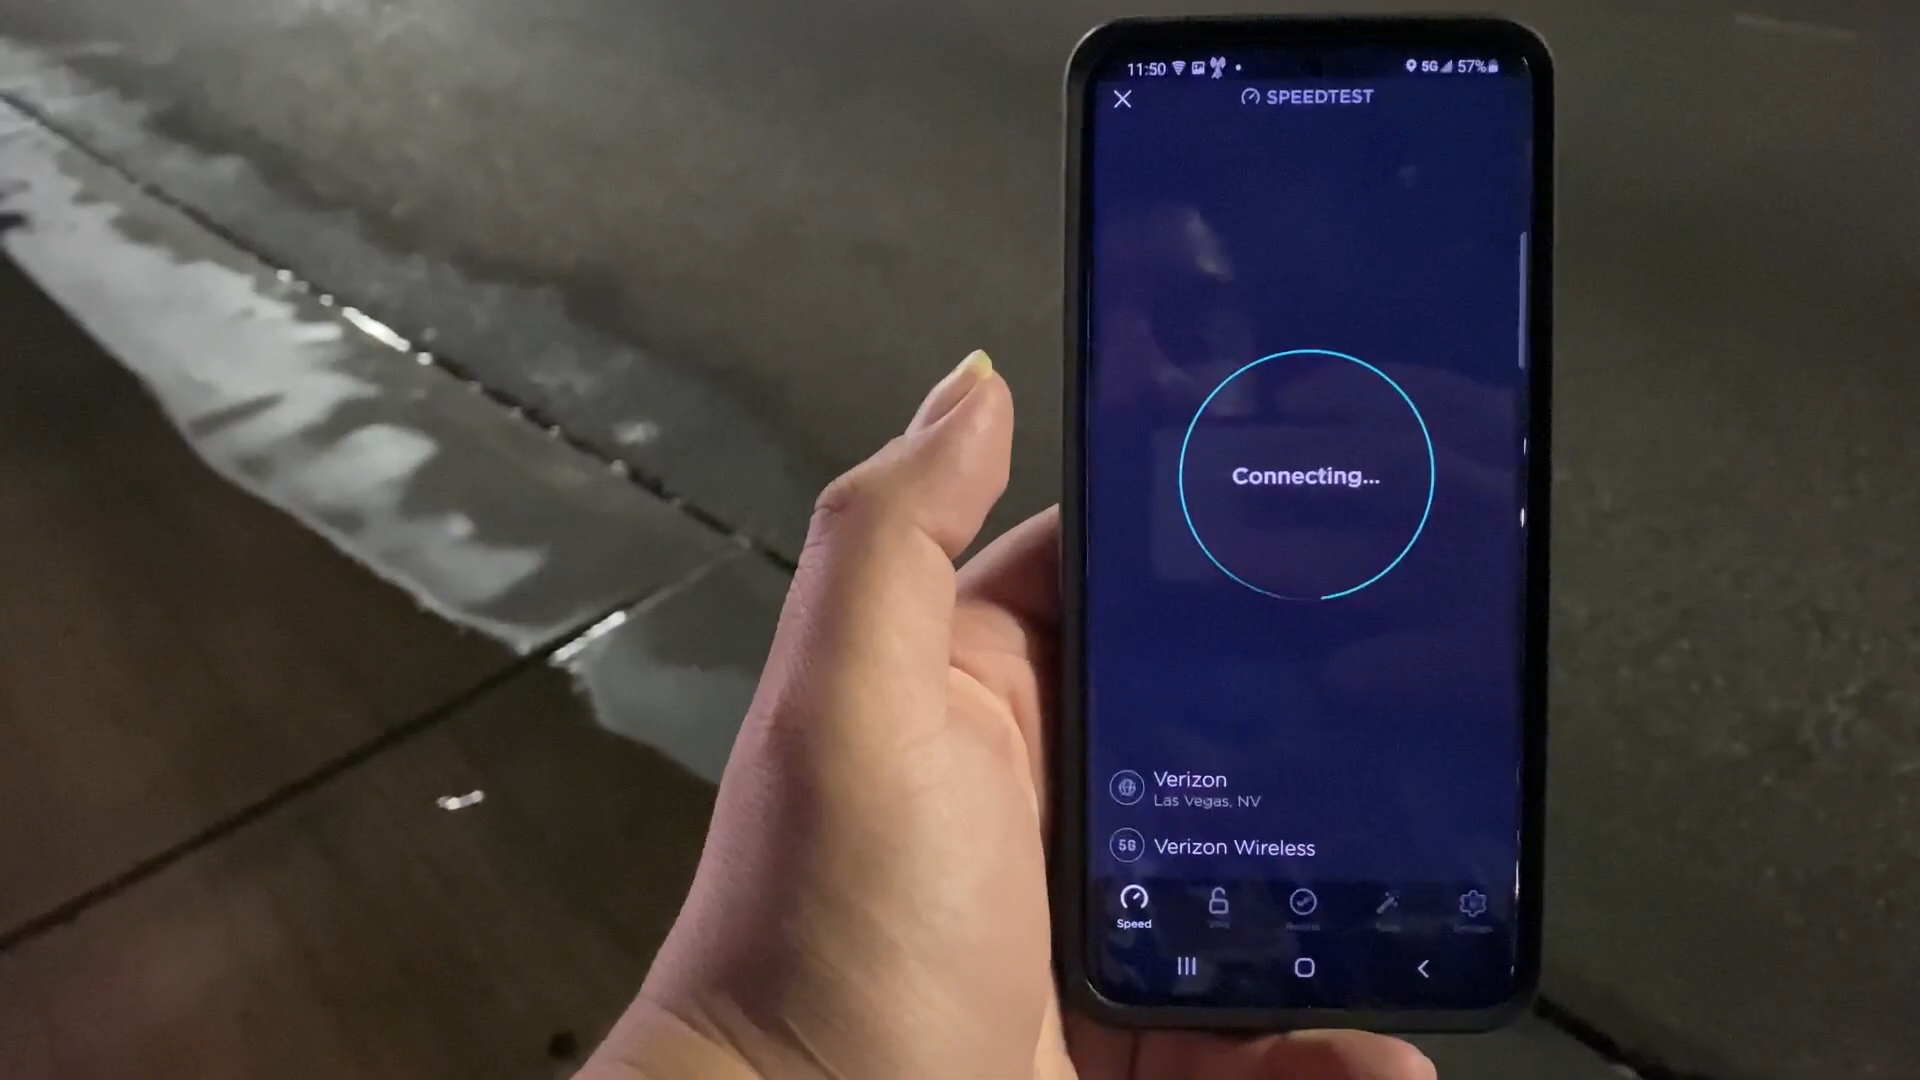 11:50
5G 57%
SPEEDTEST
Connecting...
Verizon
Las Vegas, NV
5G Verizon Wireless
Speed